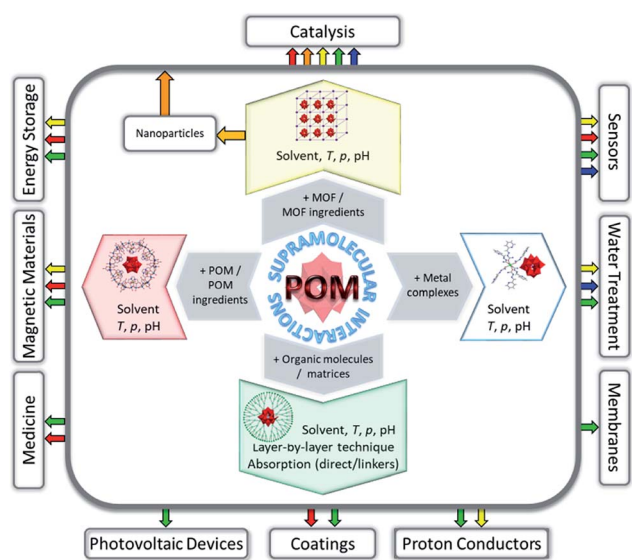 Catalysis
Energy Storage
Nanoparticles
Solvent, T, p, pH
Sensors
+ MOF /
MOF ingredients
Magnetic Materials
Solvent
T, p, pH
+ POM /
POM
ingredients
SUPRAMOLECULAR
POM
INTERACTIONS
+ Metal
complexes
Solvent
T, p, pH
Water Treatment
+ Organic molecules
/ matrices
Medicine
Solvent, T, p, pH
Layer-by-layer technique
Absorption (direct/linkers)
Membranes
Photovoltaic Devices
Coatings
Proton Conductors